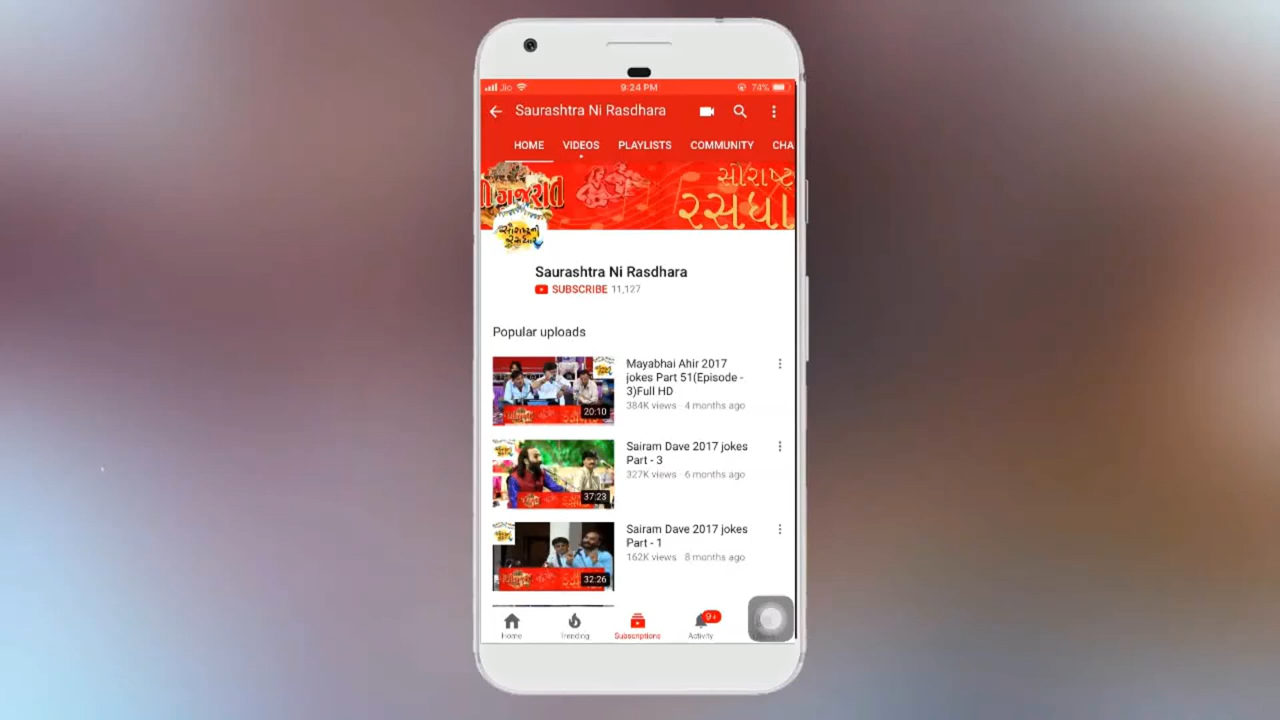 Jio
9:24 PM
74%
Saurashtra Ni Rasdhara
HOME VIDEOS PLAYLISTS COMMUNITY CHA
ગુજરાત
સૌરાષ્ટ્ર
રસધા
સૌરાષ્ટ્રની
રસધાર
Saurashtra Ni Rasdhara
SUBSCRIBE 11,127
Popular uploads
Mayabhai Ahir 2017
jokes Part 51(Episode -
3)Full HD
384K views · 4 months ago
20:10
Sairam Dave 2017 jokes
Part - 3
327K views · 6 months ago
37:23
Sairam Dave 2017 jokes
Part - 1
162K views · 8 months ago
32:26
9+
Home Trending Subscriptions Activity